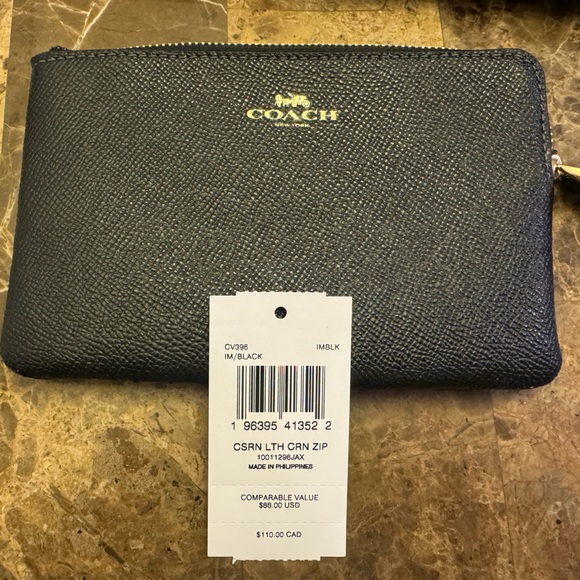 COACH
NEW YORK
CV396 IMBLK
IM/BLACK
1 96395 41352 2
CSRN LTH CRN ZIP
10011296JAX
MADE IN PHILIPPINES
COMPARABLE VALUE
$88.00 USD
$110.00 CAD